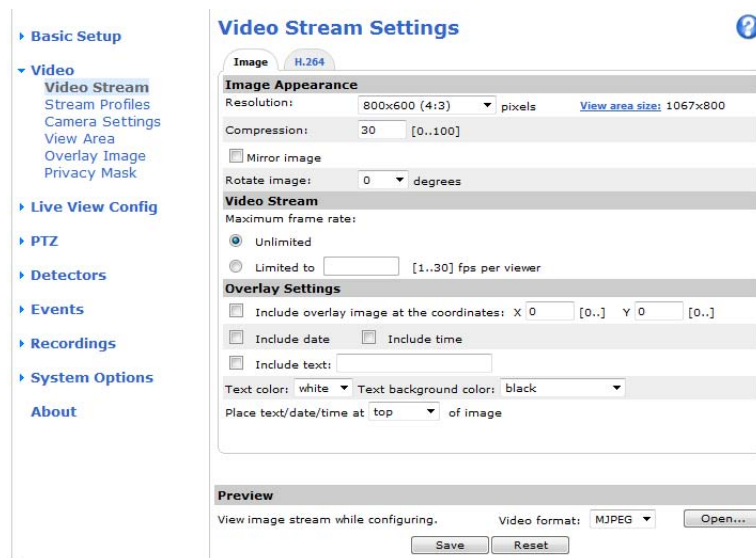 Basic Setup
Video
Video Stream
Stream Profiles
Camera Settings
View Area
Overlay Image
Privacy Mask
Live View Config
PTZ
Detectors
Events
Recordings
System Options
About
Video Stream Settings
?
Image H.264
Image Appearance
Resolution: 800x600 (4:3) pixels View area size: 1067x800
Compression: 30 [0..100]
Mirror image
Rotate image: 0 degrees
Video Stream
Maximum frame rate:
Unlimited
Limited to [1..30] fps per viewer
Overlay Settings
Include overlay image at the coordinates: X 0 [0..] Y 0 [0..]
Include date Include time
Include text:
Text color: white Text background color: black
Place text/date/time at top of image
Preview
View image stream while configuring. Video format: MJPEG Open...
Save Reset